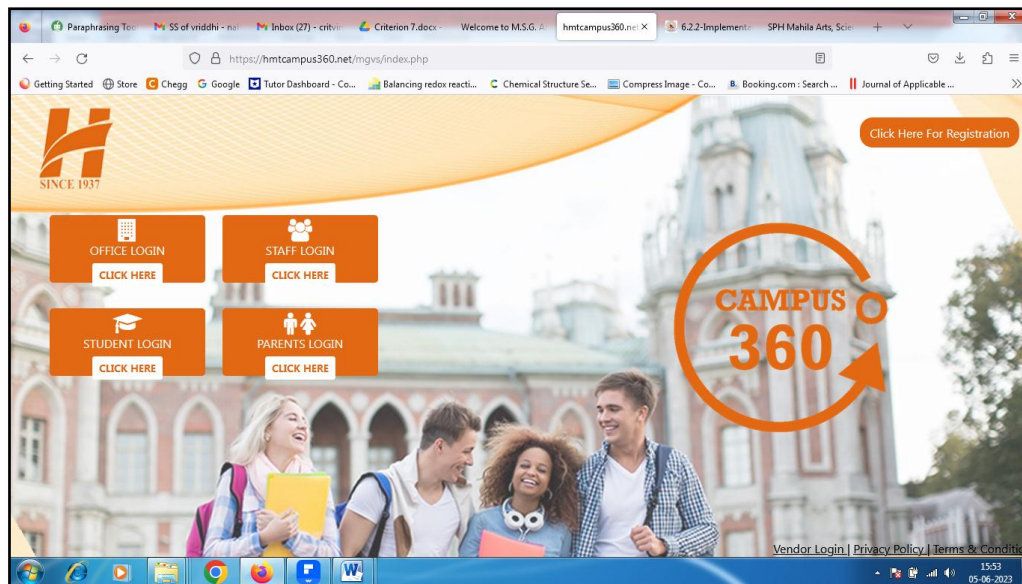 Paraphrasing Too
SS of vriddhi - na
Inbox (27) - critvi
Criterion 7.docx -
Welcome to M.S.G. A
hmtcampus360.ne
6.2.2-Implementa
SPH Mahila Arts, Scie
https://hmtcampus360.net/mgvs/index.php
Getting Started
Store
Chegg
Google
Tutor Dashboard - Co...
Balancing redox reacti...
Chemical Structure Se...
Compress Image - Co...
Booking.com : Search ...
Journal of Applicable ...
H
SINCE 1937
Click Here For Registration
OFFICE LOGIN
CLICK HERE
STAFF LOGIN
CLICK HERE
STUDENT LOGIN
CLICK HERE
PARENTS LOGIN
CLICK HERE
CAMPUS
360
Vendor Login | Privacy Policy | Terms & Conditio
15:53
05-06-2023